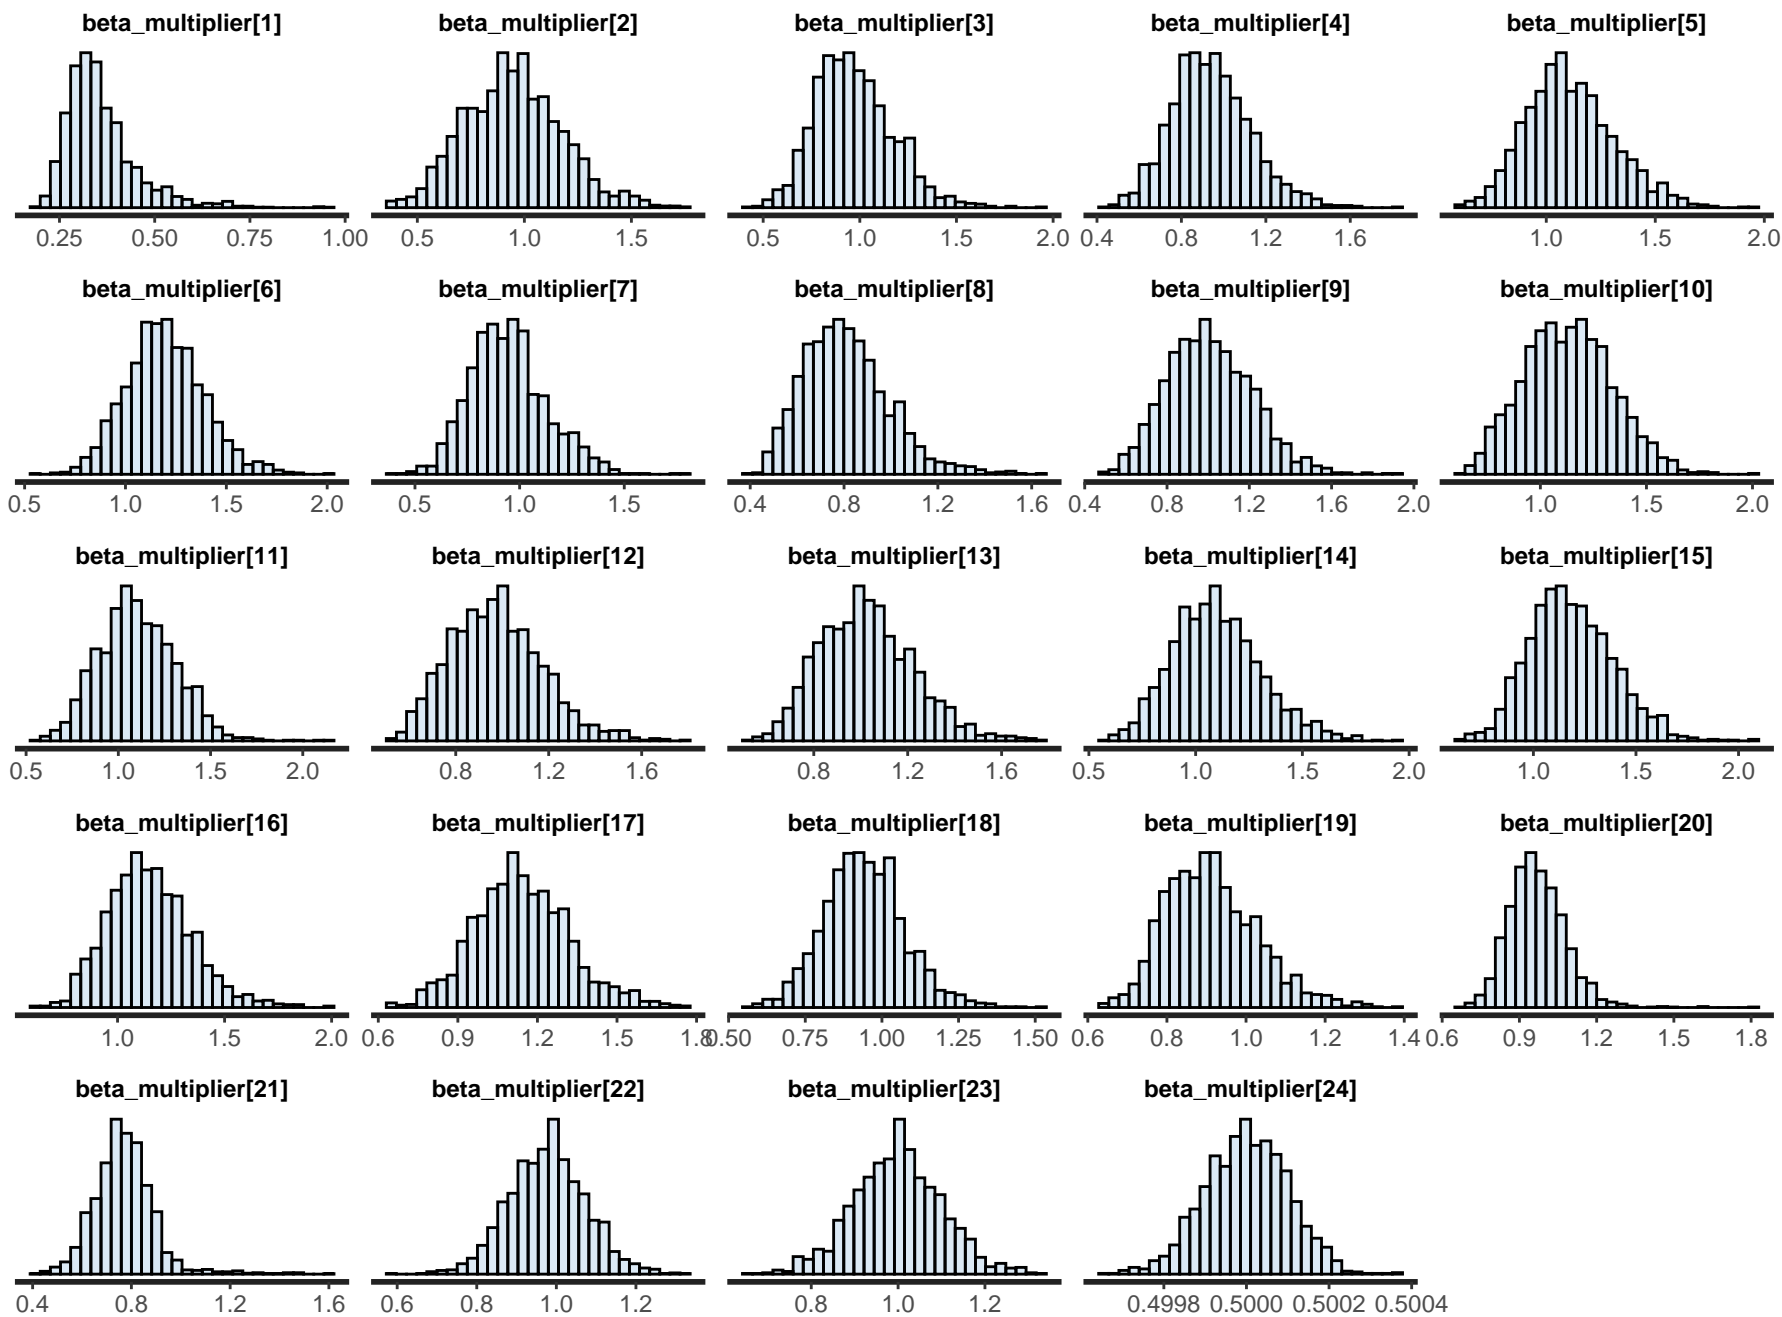 beta_multiplier[1] beta_multiplier[2] beta_multiplier[3] beta_multiplier[4] beta_multiplier[5]
0.25 0.50 0.75 1.00 0.5 1.0 1.5 0.5 1.0 1.5 2.0 0.4 0.8 1.2 1.6 1.0 1.5 2.0
beta_multiplier[6] beta_multiplier[7] beta_multiplier[8] beta_multiplier[9] beta_multiplier[10]
0.5 1.0 1.5 2.0 0.5 1.0 1.5 0.4 0.8 1.2 1.6 0.4 0.8 1.2 1.6 2.0 1.0 1.5 2.0
beta_multiplier[11] beta_multiplier[12] beta_multiplier[13] beta_multiplier[14] beta_multiplier[15]
0.5 1.0 1.5 2.0 0.8 1.2 1.6 0.8 1.2 1.6 0.5 1.0 1.5 2.0 1.0 1.5 2.0
beta_multiplier[16] beta_multiplier[17] beta_multiplier[18] beta_multiplier[19] beta_multiplier[20]
1.0 1.5 2.0 0.6 0.9 1.2 1.5 1.8 0.50 0.75 1.00 1.25 1.50 0.6 0.8 1.0 1.2 1.4 0.6 0.9 1.2 1.5 1.8
beta_multiplier[21] beta_multiplier[22] beta_multiplier[23] beta_multiplier[24]
0.4 0.8 1.2 1.6 0.6 0.8 1.0 1.2 0.8 1.0 1.2 0.4998 0.5000 0.5002 0.5004